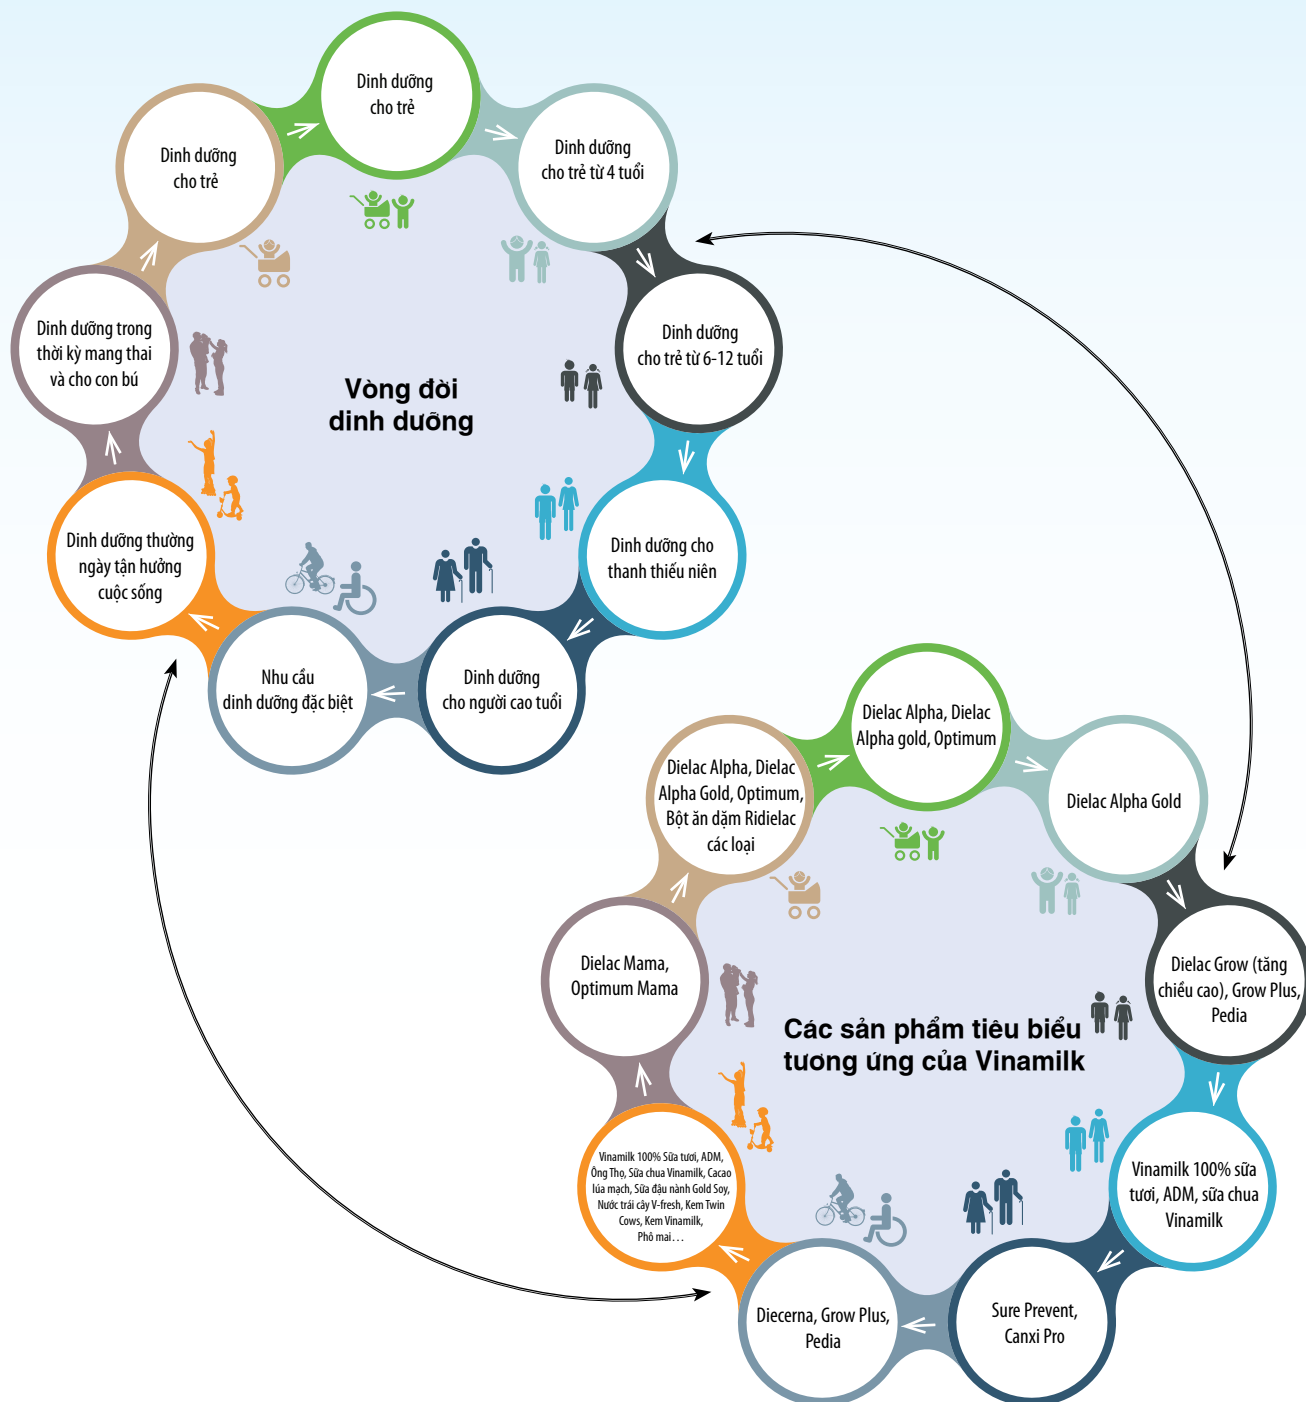 Dinh dưỡng
cho trẻ
Dinh dưỡng
cho trẻ
Dinh dưỡng
cho trẻ từ 4 tuổi
Dinh dưỡng trong
thời kỳ mang thai
và cho con bú
Dinh dưỡng
cho trẻ từ 6-12 tuổi
Vòng đời
dinh dưỡng
Dinh dưỡng thường
ngày tận hưởng
cuộc sống
Dinh dưỡng cho
thanh thiếu niên
Nhu cầu
dinh dưỡng đặc biệt
Dinh dưỡng
cho người cao tuổi
Dielac Alpha, Dielac
Alpha gold, Optimum
Dielac Alpha, Dielac
Alpha Gold, Optimum,
Bột ăn dặm Ridielac
các loại
Dielac Alpha Gold
Dielac Mama,
Optimum Mama
Dielac Grow (tăng
chiều cao), Grow Plus,
Pedia
Các sản phẩm tiêu biểu
tương ứng của Vinamilk
Vinamilk 100% Sữa tươi, ADM,
Ông Thọ, Sữa chua Vinamilk, Cacao
lúa mạch, Sữa đậu nành Gold Soy,
Nước trái cây V-fresh, Kem Twin
Cows, Kem Vinamilk,
Phô mai...
Vinamilk 100% sữa
tươi, ADM, sữa chua
Vinamilk
Diecerna, Grow Plus,
Pedia
Sure Prevent,
Canxi Pro